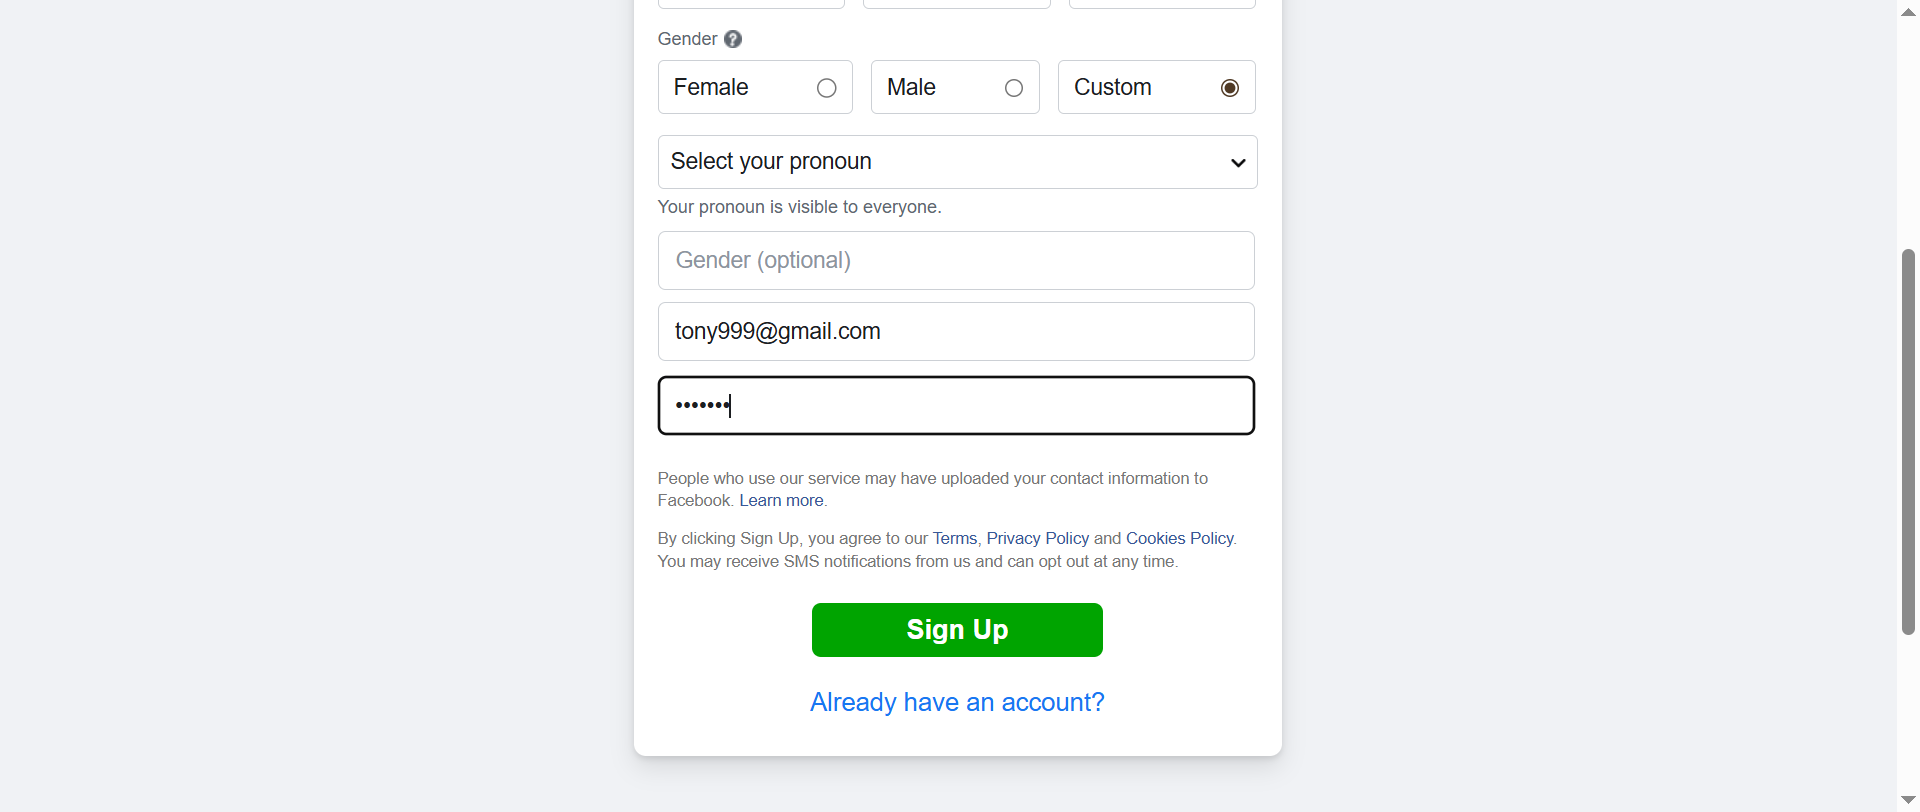 Gender
Female
Male
Custom
Select your pronoun
Your pronoun is visible to everyone.
Gender (optional)
tony999@gmail.com
•••••••
People who use our service may have uploaded your contact information to
Facebook. Learn more.
By clicking Sign Up, you agree to our Terms, Privacy Policy and Cookies Policy.
You may receive SMS notifications from us and can opt out at any time.
Sign Up
Already have an account?